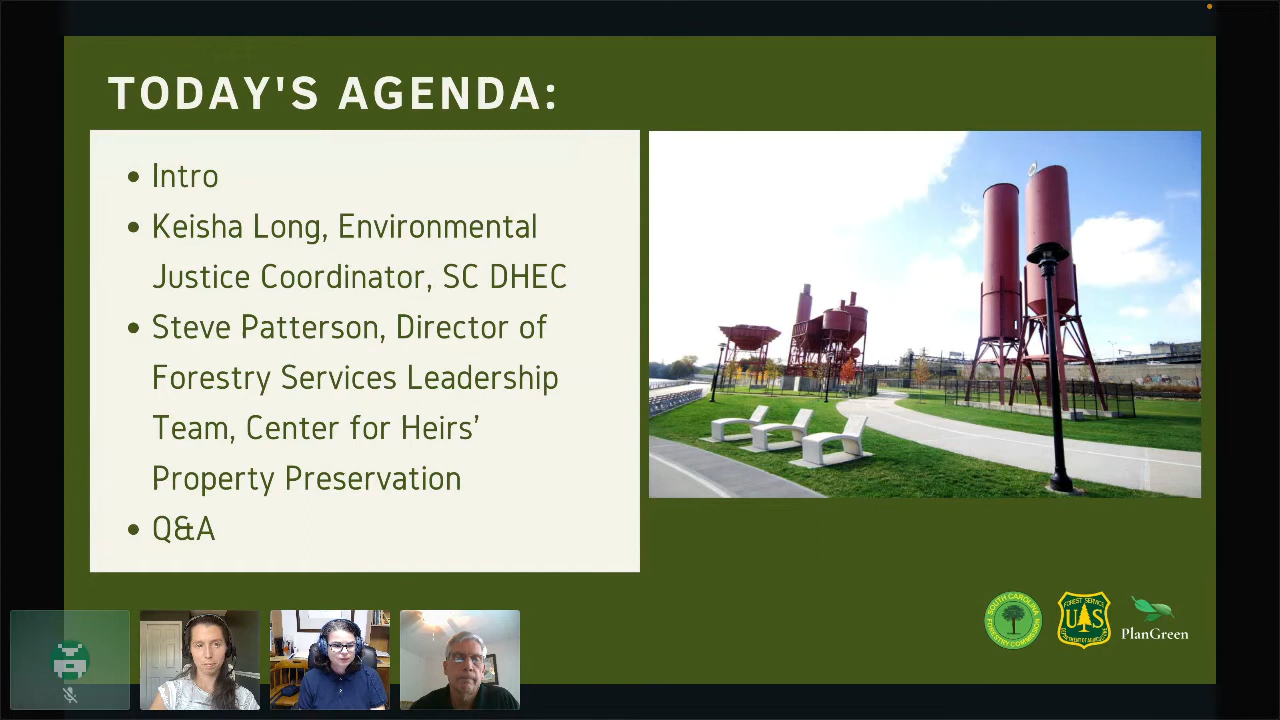 TODAY'S AGENDA:
• Intro
• Keisha Long, Environmental
Justice Coordinator, SC DHEC
• Steve Patterson, Director of
Forestry Services Leadership
Team, Center for Heirs’
Property Preservation
• Q&A
SOUTH CAROLINA
FORESTRY COMMISSION
FOREST SERVICE
U S
DEPARTMENT OF AGRICULTURE
PlanGreen